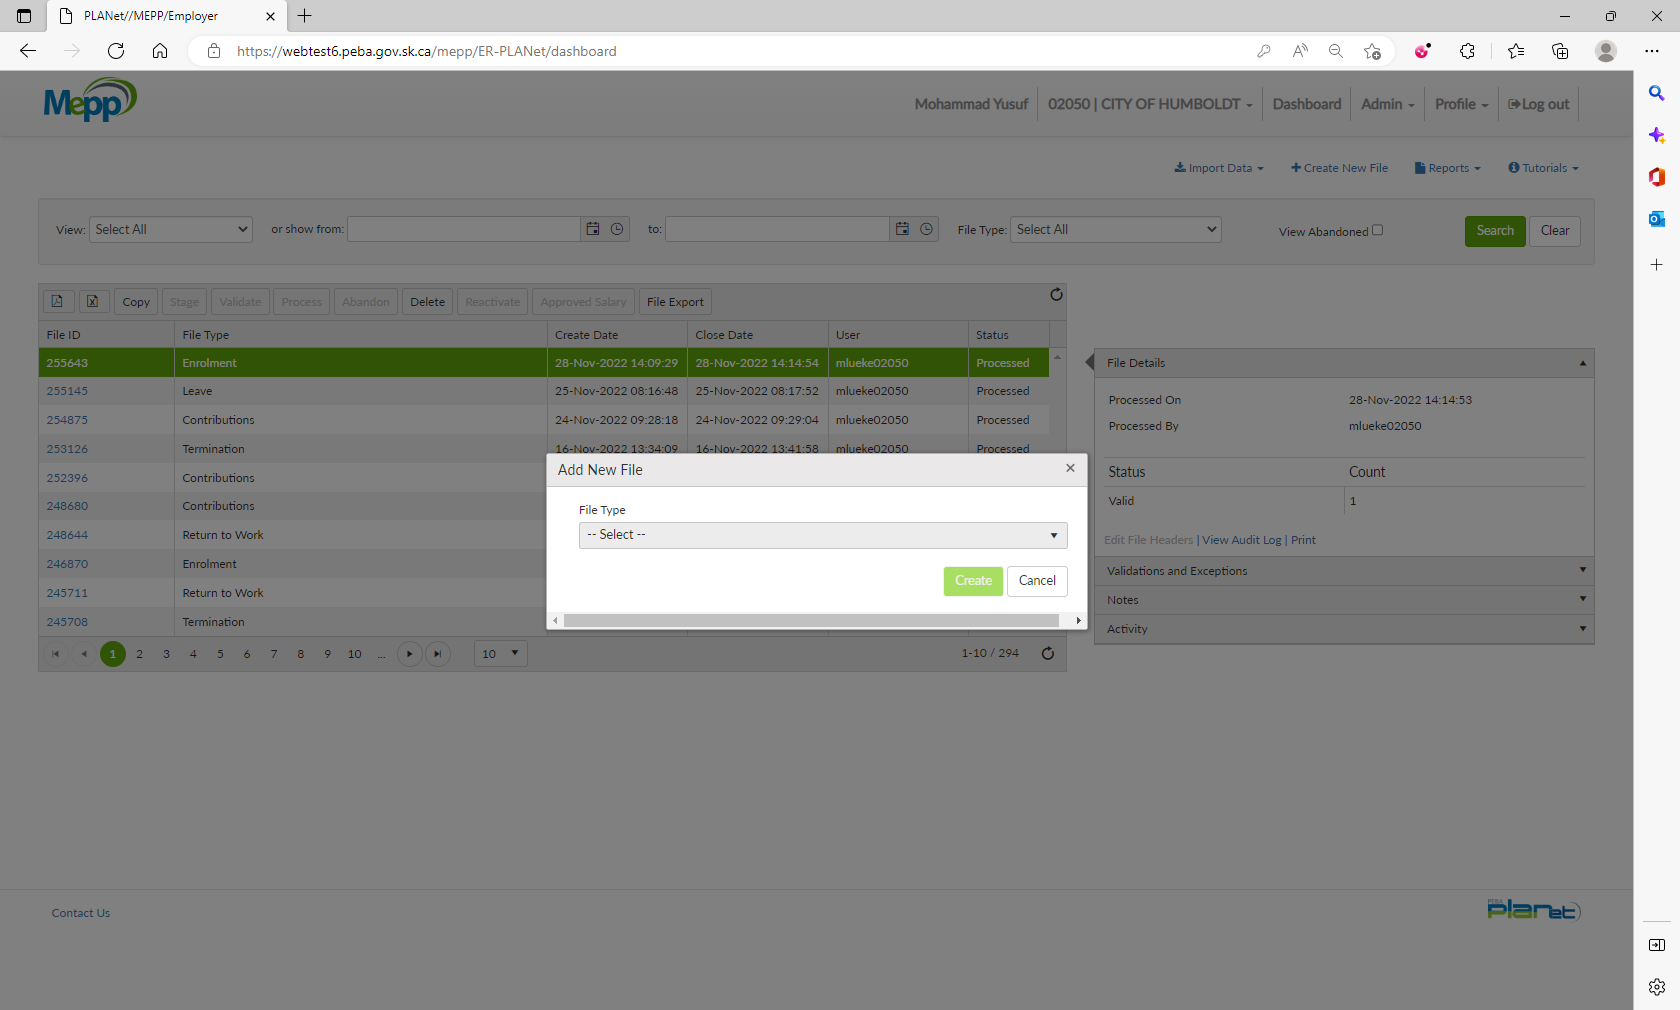 PLANet//MEPP/Employer
https://webtest6.peba.gov.sk.ca/mepp/ER-PLANet/dashboard
Mepp
Mohammad Yusuf
02050 | CITY OF HUMBOLDT
Dashboard
Admin
Profile
Log out
Import Data
Create New File
Reports
Tutorials
View: Select All or show from: to: File Type: Select All View Abandoned Search Clear
Copy Stage Validate Process Abandon Delete Reactivate Approved Salary File Export
File ID File Type Create Date Close Date User Status
255643 Enrolment 28-Nov-2022 14:09:29 28-Nov-2022 14:14:54 mlueke02050 Processed
255145 Leave 25-Nov-2022 08:16:48 25-Nov-2022 08:17:52 mlueke02050 Processed
254875 Contributions 24-Nov-2022 09:28:18 24-Nov-2022 09:29:04 mlueke02050 Processed
253126 Termination 16-Nov-2022 13:34:09 16-Nov-2022 13:41:58 mlueke02050 Processed
252396 Contributions
248680 Contributions
248644 Return to Work
246870 Enrolment
245711 Return to Work
245708 Termination
1 2 3 4 5 6 7 8 9 10 ... 10 1-10 / 294
Add New File
File Type
-- Select --
Create Cancel
File Details
Processed On 28-Nov-2022 14:14:53
Processed By mlueke02050
Status Count
Valid 1
Edit File Headers | View Audit Log | Print
Validations and Exceptions
Notes
Activity
Contact Us
PEBA
planet